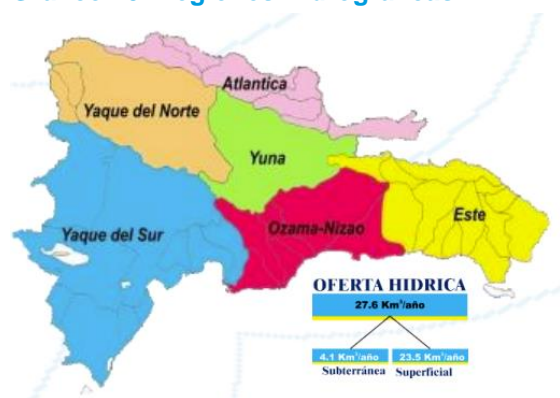 Atlantica
Yaque del Norte
Yuna
Yaque del Sur
Ozama-Nizao
Este
OFERTA HIDRICA
27.6 Km³/año
4.1 Km³/año 23.5 Km³/año
Subterránea Superficial